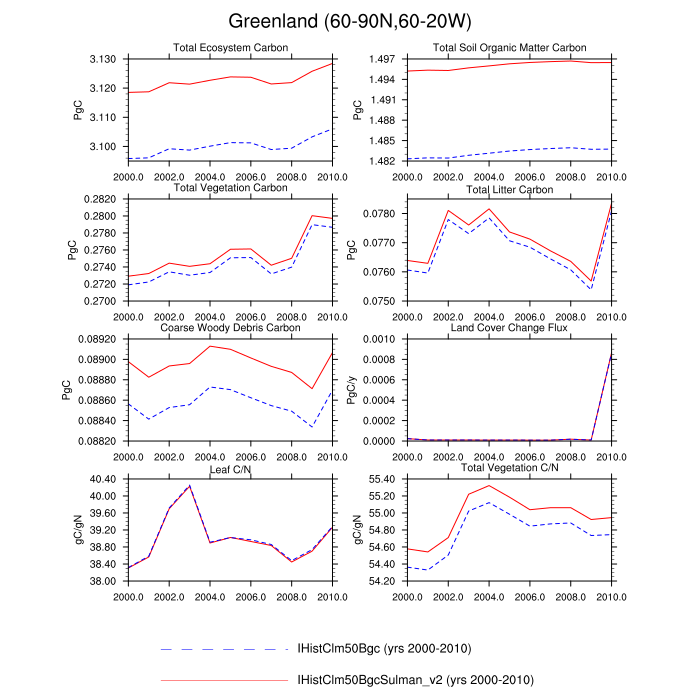 Greenland (60-90N,60-20W)
Total Ecosystem Carbon
Total Soil Organic Matter Carbon
3.130
3.120
3.110
3.100
PgC
2000.0 2002.0 2004.0 2006.0 2008.0 2010.0
1.497
1.494
1.491
1.488
1.485
1.482
PgC
2000.0 2002.0 2004.0 2006.0 2008.0 2010.0
Total Vegetation Carbon
Total Litter Carbon
0.2820
0.2800
0.2780
0.2760
0.2740
0.2720
0.2700
PgC
2000.0 2002.0 2004.0 2006.0 2008.0 2010.0
0.0780
0.0770
0.0760
0.0750
PgC
2000.0 2002.0 2004.0 2006.0 2008.0 2010.0
Coarse Woody Debris Carbon
Land Cover Change Flux
0.08920
0.08900
0.08880
0.08860
0.08840
0.08820
PgC
2000.0 2002.0 2004.0 2006.0 2008.0 2010.0
0.0010
0.0008
0.0006
0.0004
0.0002
0.0000
PgC/y
2000.0 2002.0 2004.0 2006.0 2008.0 2010.0
Leaf C/N
Total Vegetation C/N
40.40
40.00
39.60
39.20
38.80
38.40
38.00
gC/gN
2000.0 2002.0 2004.0 2006.0 2008.0 2010.0
55.40
55.20
55.00
54.80
54.60
54.40
54.20
gC/gN
2000.0 2002.0 2004.0 2006.0 2008.0 2010.0
IHistClm50Bgc (yrs 2000-2010)
IHistClm50BgcSulman_v2 (yrs 2000-2010)